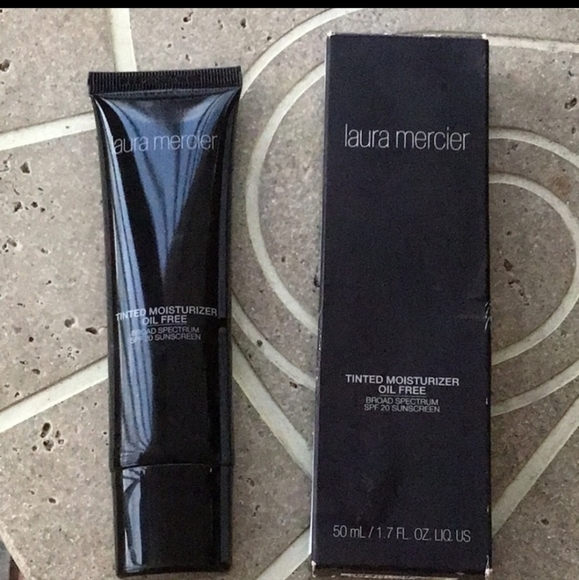 laura mercier
TINTED MOISTURIZER
OIL FREE
BROAD SPECTRUM
SPF 20 SUNSCREEN
laura mercier
TINTED MOISTURIZER
OIL FREE
BROAD SPECTRUM
SPF 20 SUNSCREEN
50 mL / 1.7 FL. OZ. LIQ. US